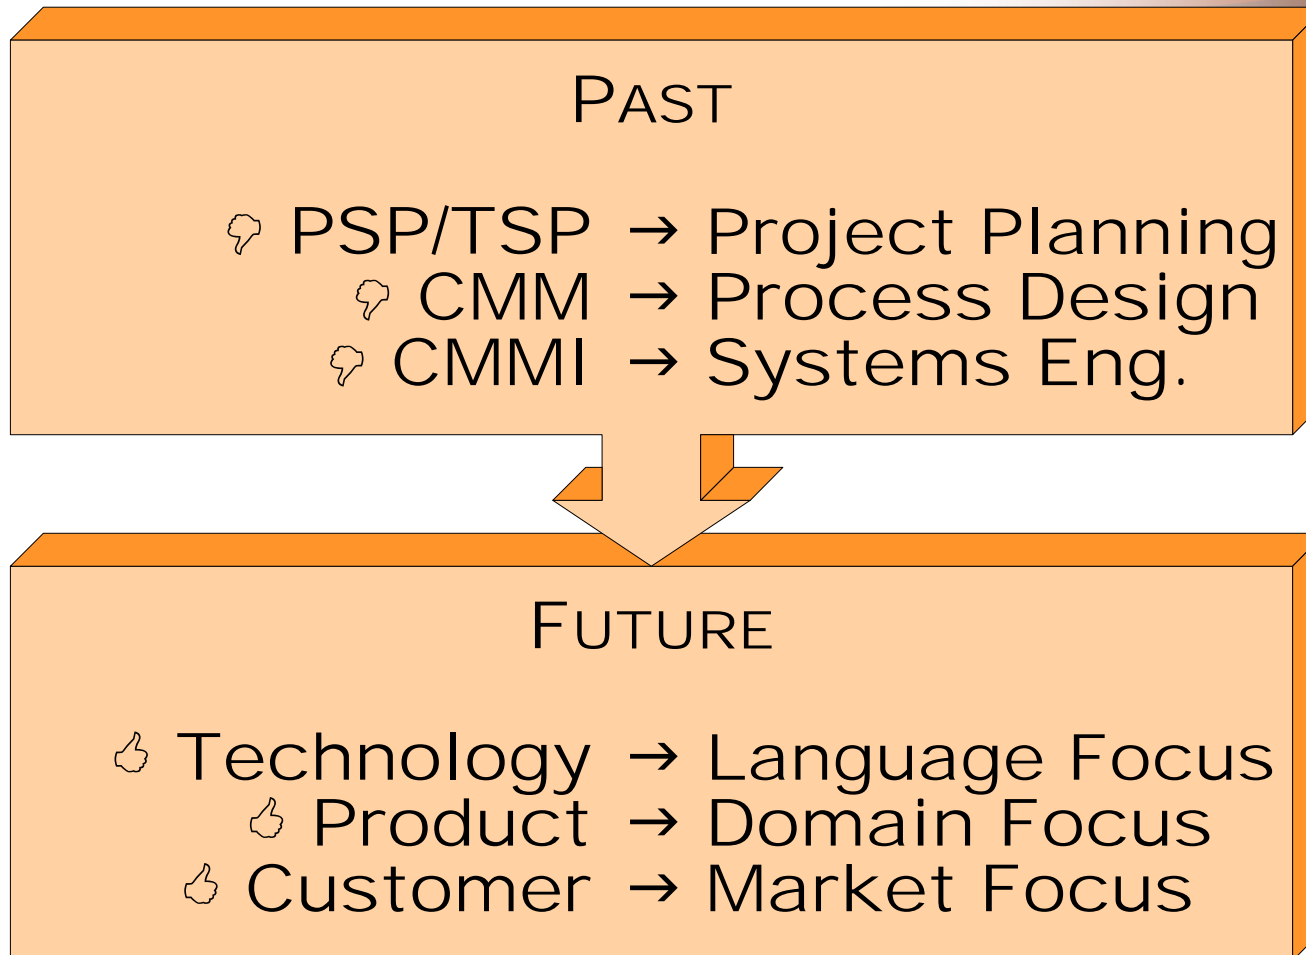 PAST
👎 PSP/TSP → Project Planning
👎 CMM → Process Design
👎 CMMI → Systems Eng.
FUTURE
👍 Technology → Language Focus
👍 Product → Domain Focus
👍 Customer → Market Focus